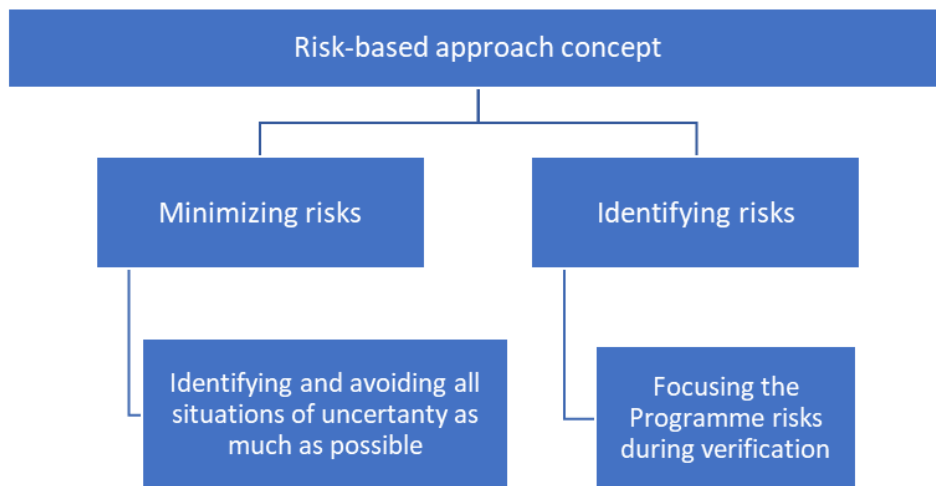 Risk-based approach concept
Minimizing risks
Identifying risks
Identifying and avoiding all
situations of uncertanty as
much as possible
Focusing the
Programme risks
during verification